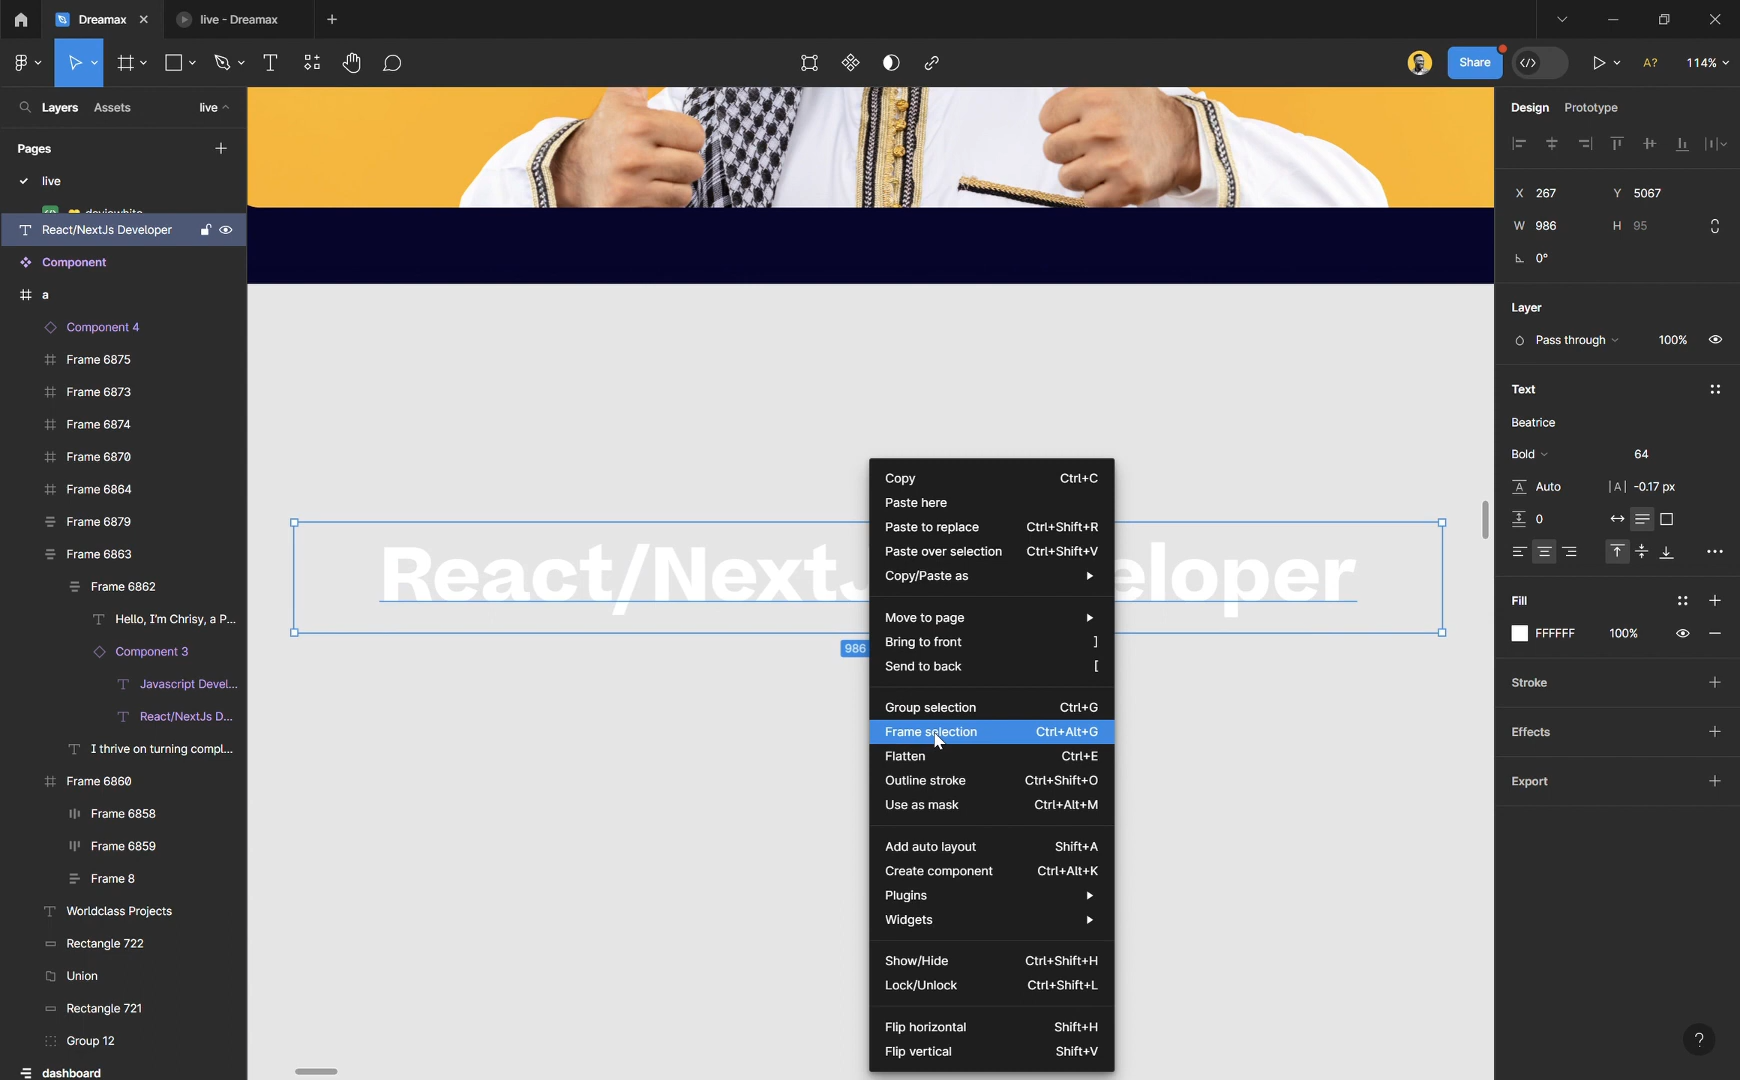 Dreamax
live - Dreamax
Share
A?
114%
Layers
Assets
live
Pages
live
React/NextJs Developer
Component
a
Component 4
Frame 6875
Frame 6873
Frame 6874
Frame 6870
Frame 6864
Frame 6879
Frame 6863
Frame 6862
Hello, I'm Chrisy, a P...
Component 3
Javascript Devel...
React/NextJs D...
I thrive on turning compl...
Frame 6860
Frame 6858
Frame 6859
Frame 8
Worldclass Projects
Rectangle 722
Union
Rectangle 721
Group 12
dashboard
React/NextJ
eloper
986
Copy Ctrl+C
Paste here
Paste to replace Ctrl+Shift+R
Paste over selection Ctrl+Shift+V
Copy/Paste as
Move to page
Bring to front ]
Send to back [
Group selection Ctrl+G
Frame selection Ctrl+Alt+G
Flatten Ctrl+E
Outline stroke Ctrl+Shift+O
Use as mask Ctrl+Alt+M
Add auto layout Shift+A
Create component Ctrl+Alt+K
Plugins
Widgets
Show/Hide Ctrl+Shift+H
Lock/Unlock Ctrl+Shift+L
Flip horizontal Shift+H
Flip vertical Shift+V
Design Prototype
X 267 Y 5067
W 986 H 95
0°
Layer
Pass through 100%
Text
Beatrice
Bold 64
Auto |A| -0.17 px
0
Fill
FFFFFF 100%
Stroke
Effects
Export
?